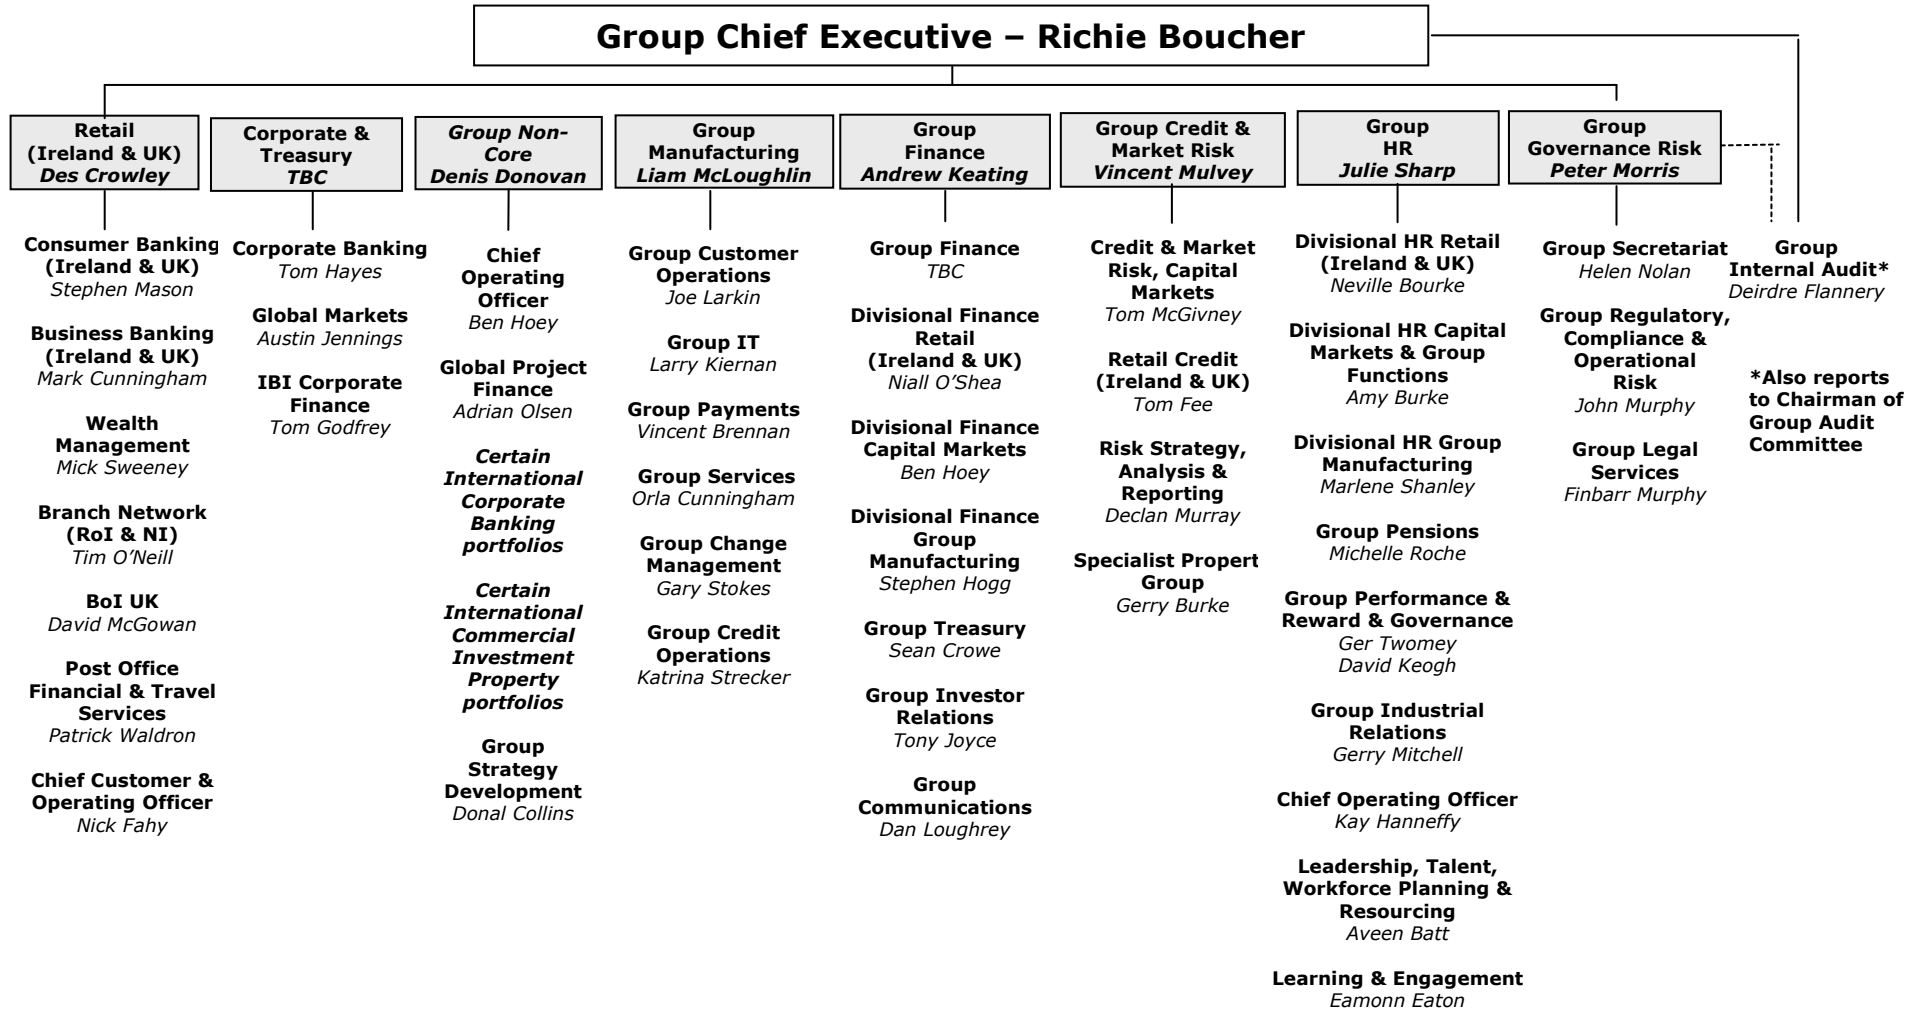 Group Chief Executive – Richie Boucher
Retail
(Ireland & UK)
Des Crowley
Consumer Banking
(Ireland & UK)
Stephen Mason
Business Banking
(Ireland & UK)
Mark Cunningham
Wealth
Management
Mick Sweeney
Branch Network
(RoI & NI)
Tim O’Neill
BoI UK
David McGowan
Post Office
Financial & Travel
Services
Patrick Waldron
Chief Customer &
Operating Officer
Nick Fahy
Corporate &
Treasury
TBC
Corporate Banking
Tom Hayes
Global Markets
Austin Jennings
IBI Corporate
Finance
Tom Godfrey
Group Non-
Core
Denis Donovan
Chief
Operating
Officer
Ben Hoey
Global Project
Finance
Adrian Olsen
Certain
International
Corporate
Banking
portfolios
Certain
International
Commercial
Investment
Property
portfolios
Group
Strategy
Development
Donal Collins
Group
Manufacturing
Liam McLoughlin
Group Customer
Operations
Joe Larkin
Group IT
Larry Kiernan
Group Payments
Vincent Brennan
Group Services
Orla Cunningham
Group Change
Management
Gary Stokes
Group Credit
Operations
Katrina Strecker
Group
Finance
Andrew Keating
Group Finance
TBC
Divisional Finance
Retail
(Ireland & UK)
Niall O’Shea
Divisional Finance
Capital Markets
Ben Hoey
Divisional Finance
Group
Manufacturing
Stephen Hogg
Group Treasury
Sean Crowe
Group Investor
Relations
Tony Joyce
Group
Communications
Dan Loughrey
Group Credit &
Market Risk
Vincent Mulvey
Credit & Market
Risk, Capital
Markets
Tom McGivney
Retail Credit
(Ireland & UK)
Tom Fee
Risk Strategy,
Analysis &
Reporting
Declan Murray
Specialist Propert
Group
Gerry Burke
Group
HR
Julie Sharp
Divisional HR Retail
(Ireland & UK)
Neville Bourke
Divisional HR Capital
Markets & Group
Functions
Amy Burke
Divisional HR Group
Manufacturing
Marlene Shanley
Group Pensions
Michelle Roche
Group Performance &
Reward & Governance
Ger Twomey
David Keogh
Group Industrial
Relations
Gerry Mitchell
Chief Operating Officer
Kay Hanneffy
Leadership, Talent,
Workforce Planning &
Resourcing
Aveen Batt
Learning & Engagement
Eamonn Eaton
Group
Governance Risk
Peter Morris
Group Secretariat
Helen Nolan
Group Regulatory,
Compliance &
Operational
Risk
John Murphy
Group Legal
Services
Finbarr Murphy
Group
Internal Audit*
Deirdre Flannery
*Also reports
to Chairman of
Group Audit
Committee